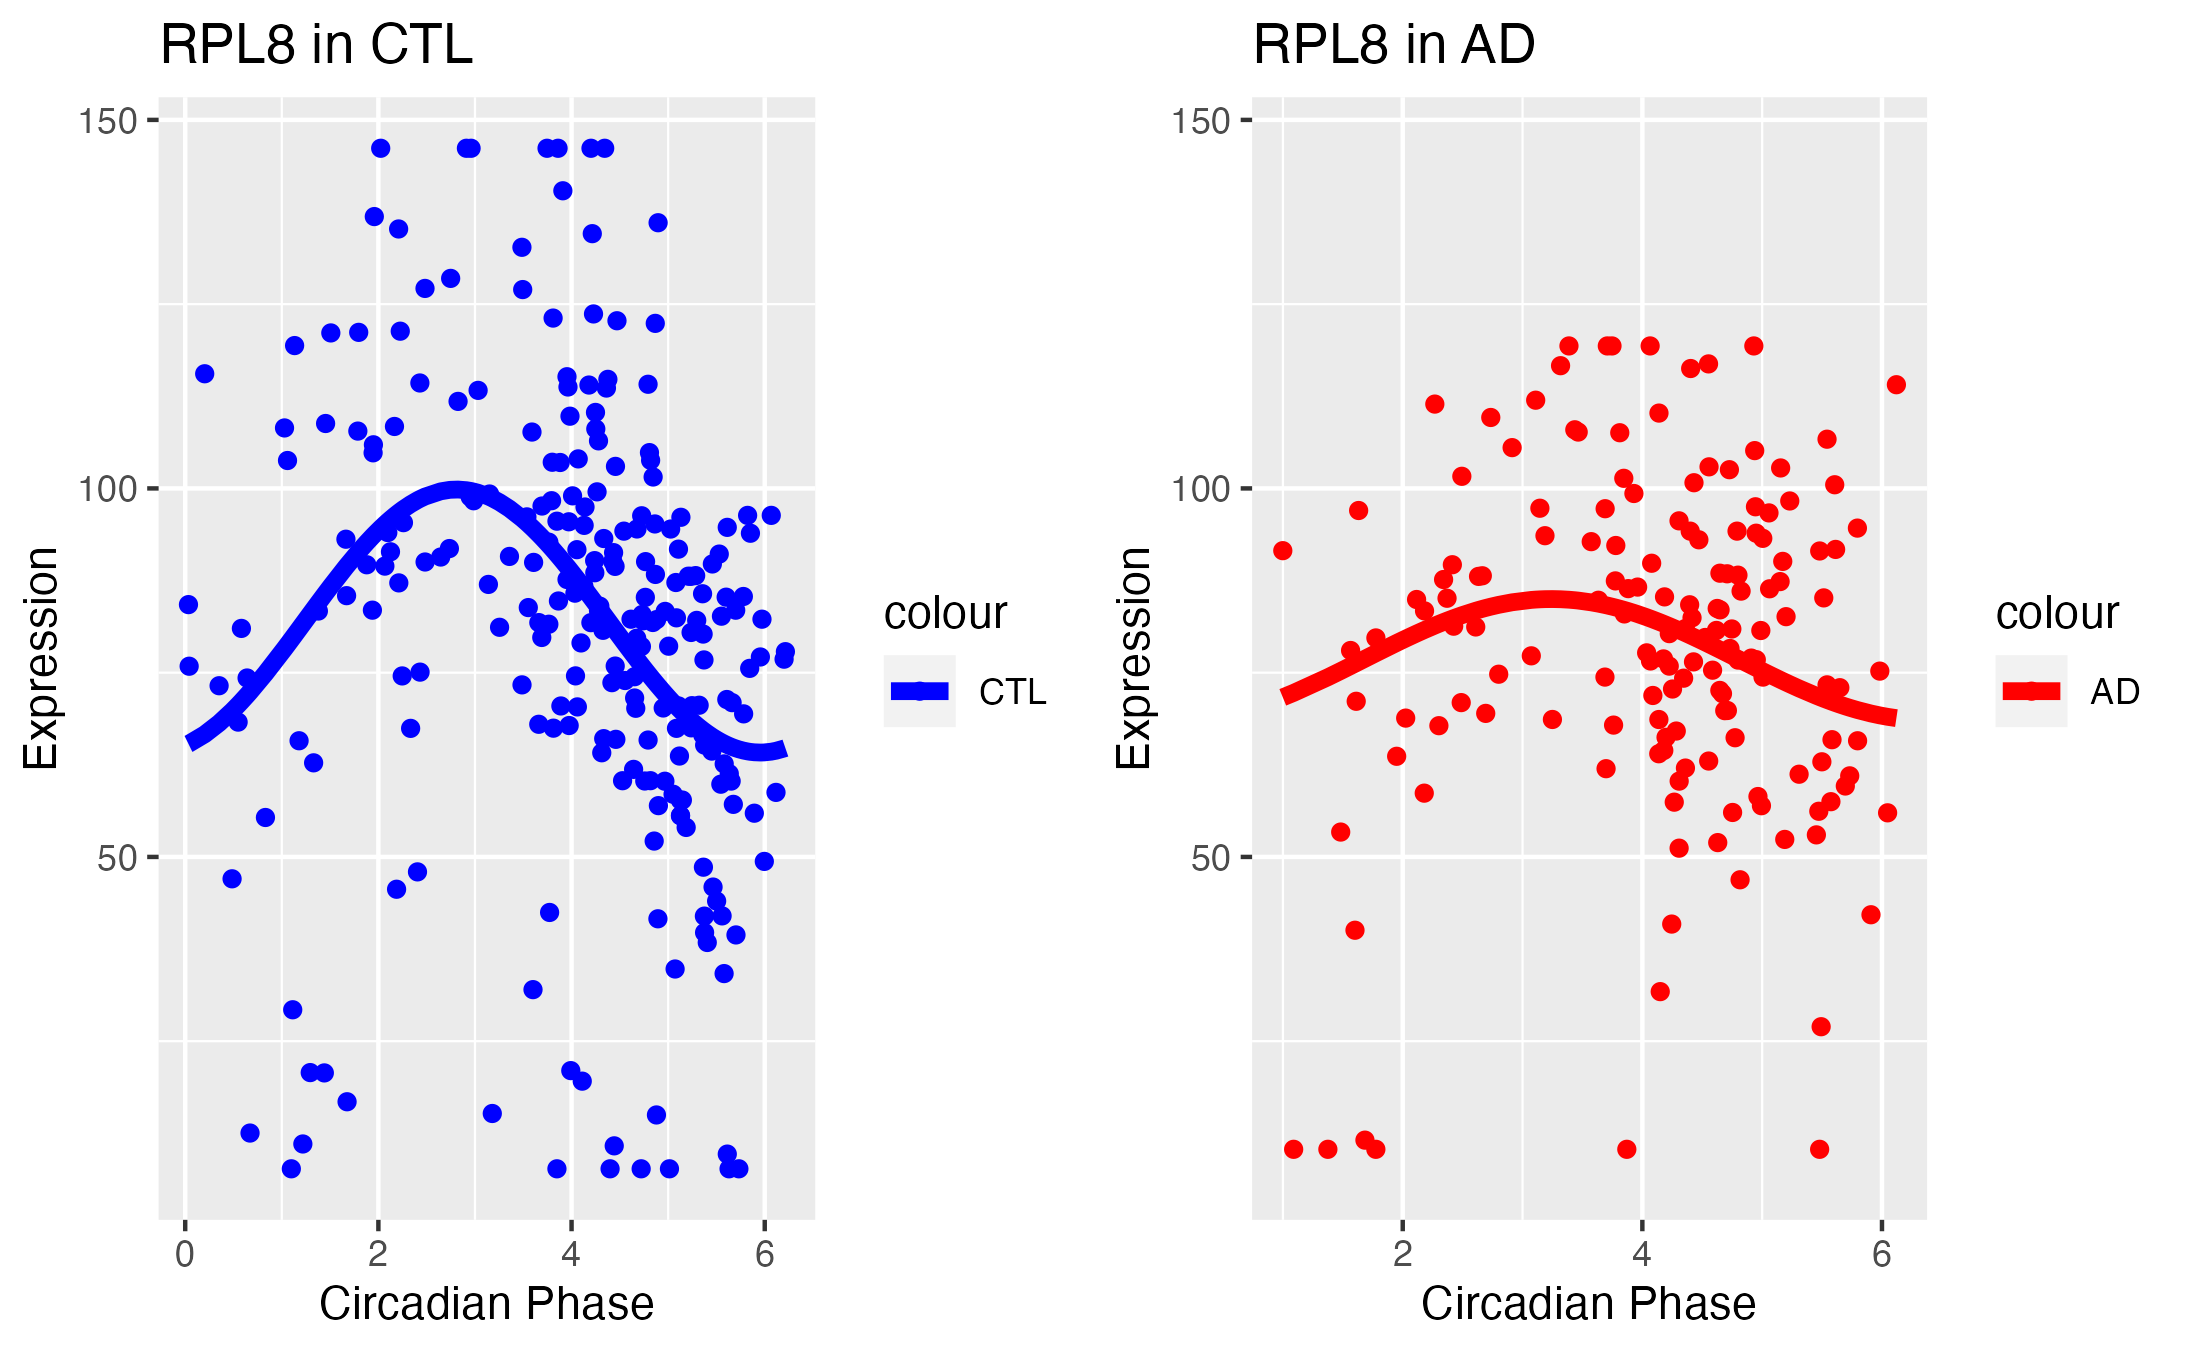 RPL8 in CTL
150
100
50
Expression
0 2 4 6
Circadian Phase
colour
CTL
RPL8 in AD
150
100
50
Expression
2 4 6
Circadian Phase
colour
AD